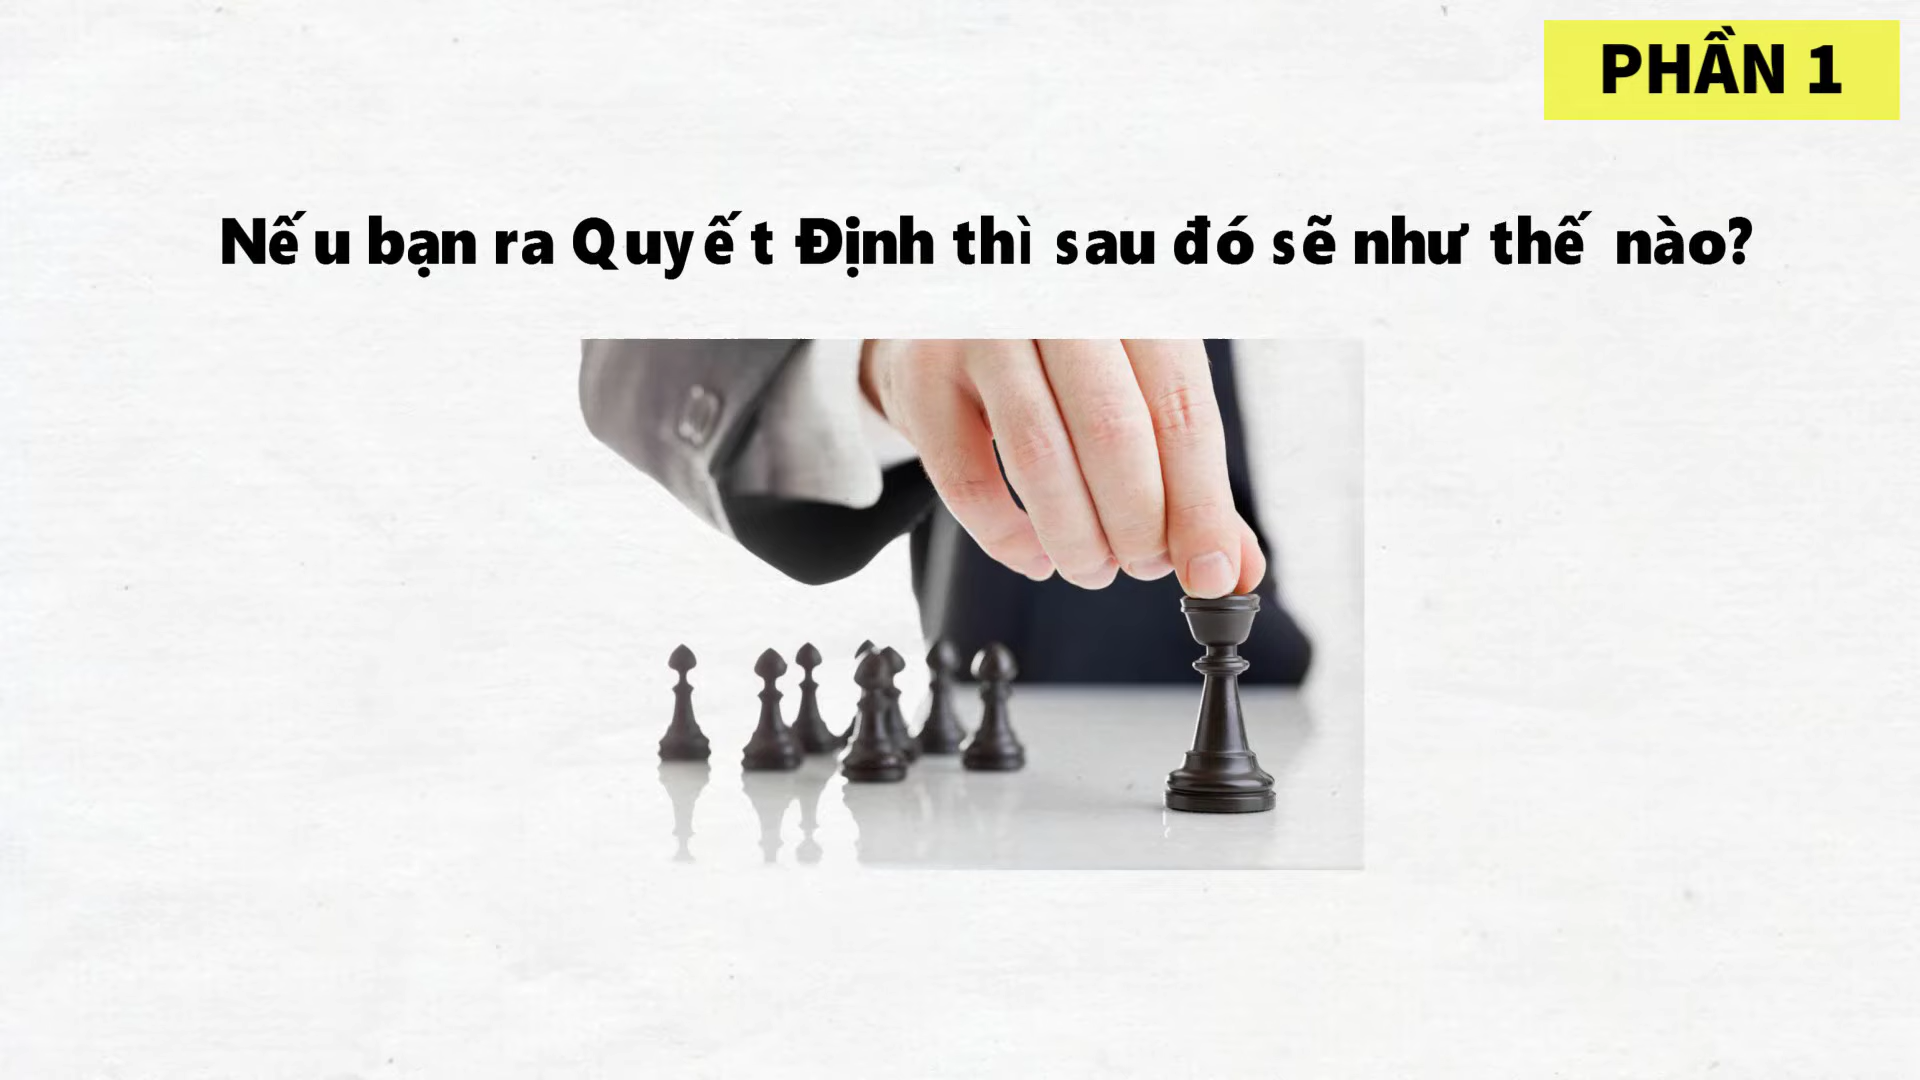 PHẦN 1
Nếu bạn ra Quyết Định thì sau đó sẽ như thế nào?